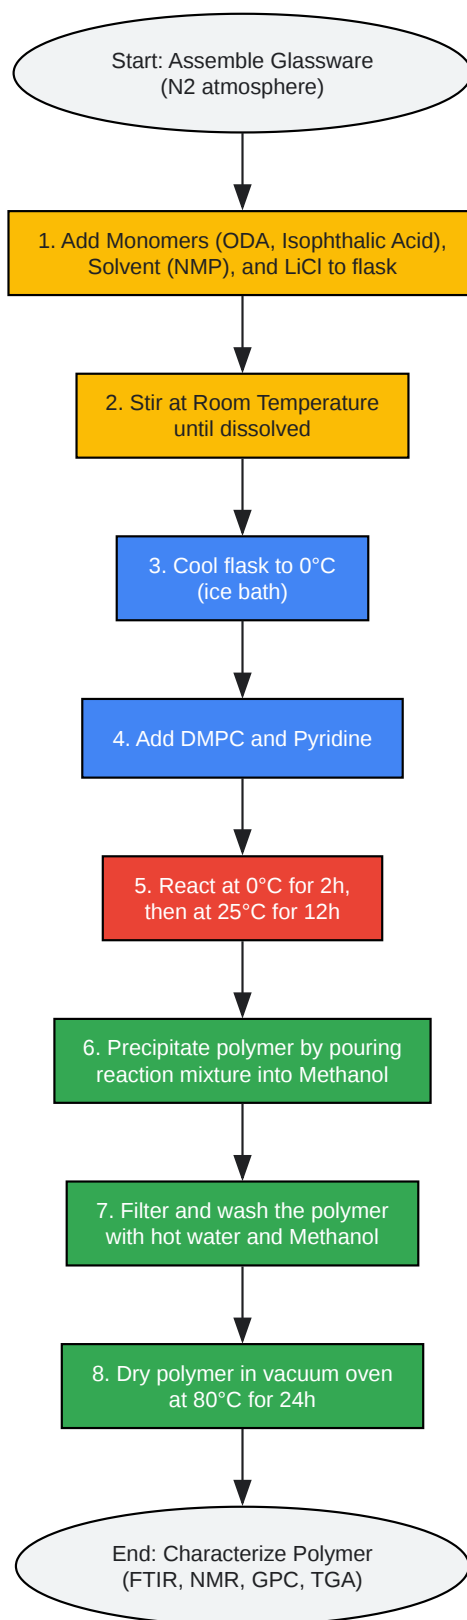 Start: Assemble Glassware
(N2 atmosphere)
1. Add Monomers (ODA, Isophthalic Acid),
Solvent (NMP), and LiCl to flask
2. Stir at Room Temperature
until dissolved
3. Cool flask to 0°C
(ice bath)
4. Add DMPC and Pyridine
5. React at 0°C for 2h,
then at 25°C for 12h
6. Precipitate polymer by pouring
reaction mixture into Methanol
7. Filter and wash the polymer
with hot water and Methanol
8. Dry polymer in vacuum oven
at 80°C for 24h
End: Characterize Polymer
(FTIR, NMR, GPC, TGA)